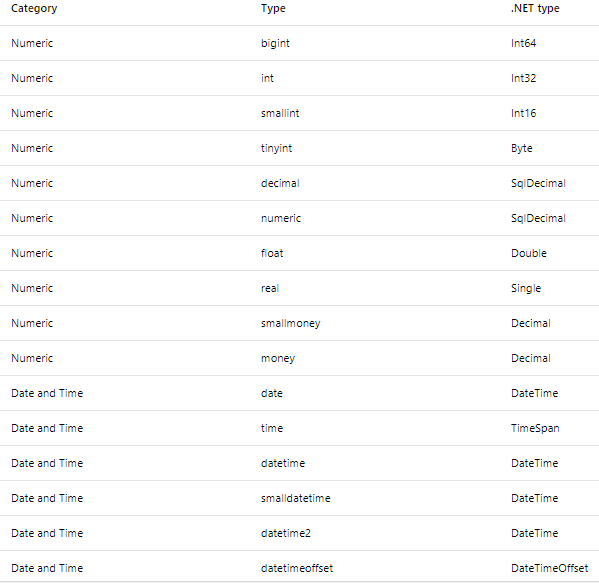 Category Type .NET type
Numeric bigint Int64
Numeric int Int32
Numeric smallint Int16
Numeric tinyint Byte
Numeric decimal SqlDecimal
Numeric numeric SqlDecimal
Numeric float Double
Numeric real Single
Numeric smallmoney Decimal
Numeric money Decimal
Date and Time date DateTime
Date and Time time TimeSpan
Date and Time datetime DateTime
Date and Time smalldatetime DateTime
Date and Time datetime2 DateTime
Date and Time datetimeoffset DateTimeOffset